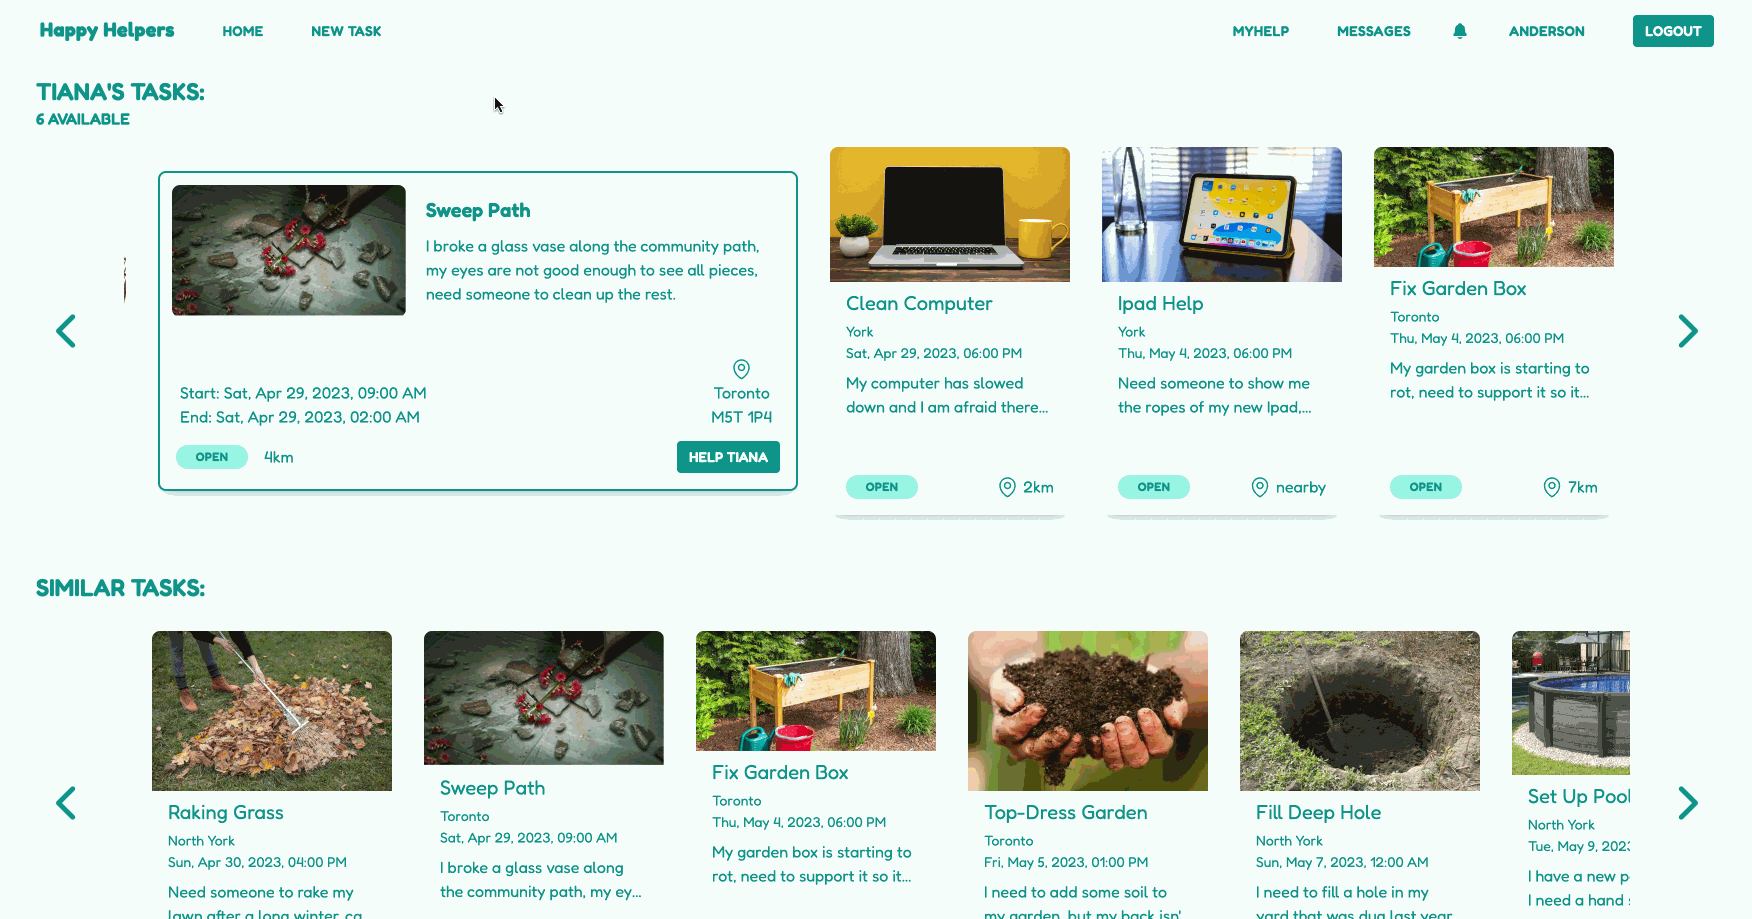 Happy Helpers HOME NEW TASK MYHELP MESSAGES ANDERSON LOGOUT
TIANA'S TASKS:
6 AVAILABLE
Sweep Path
I broke a glass vase along the community path,
my eyes are not good enough to see all pieces,
need someone to clean up the rest.
Start: Sat, Apr 29, 2023, 09:00 AM
End: Sat, Apr 29, 2023, 02:00 AM
Toronto
M5T 1P4
OPEN 4km
HELP TIANA
Clean Computer
York
Sat, Apr 29, 2023, 06:00 PM
My computer has slowed
down and I am afraid there...
OPEN 2km
Ipad Help
York
Thu, May 4, 2023, 06:00 PM
Need someone to show me
the ropes of my new Ipad,...
OPEN nearby
Fix Garden Box
Toronto
Thu, May 4, 2023, 06:00 PM
My garden box is starting to
rot, need to support it so it...
OPEN 7km
SIMILAR TASKS:
Raking Grass
North York
Sun, Apr 30, 2023, 04:00 PM
Need someone to rake my
lawn after a long winter, ca
Sweep Path
Toronto
Sat, Apr 29, 2023, 09:00 AM
I broke a glass vase along
the community path, my ey...
Fix Garden Box
Toronto
Thu, May 4, 2023, 06:00 PM
My garden box is starting to
rot, need to support it so it...
Top-Dress Garden
Toronto
Fri, May 5, 2023, 01:00 PM
I need to add some soil to
my garden, but my back isn'
Fill Deep Hole
North York
Sun, May 7, 2023, 12:00 AM
I need to fill a hole in my
yard that was dug last year
Set Up Pool
North York
Tue, May 9, 2023
I have a new p
I need a hand